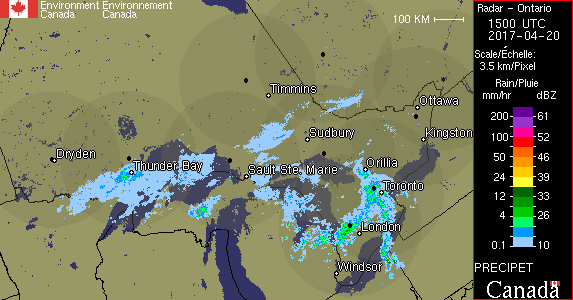 Environment Environnement
Canada Canada
100 KM
Timmins
Ottawa
Sudbury
Kingston
Dryden
Thunder Bay
Sault Ste. Marie
Orillia
Toronto
London
Windsor
Radar - Ontario
1500 UTC
2017-04-20
Scale/Échelle:
3.5 km/Pixel
Rain/Pluie
mm/hr dBZ
200 61
100 52
50 46
24 39
12 33
4 26
0.1 10
PRECIPET
Canada